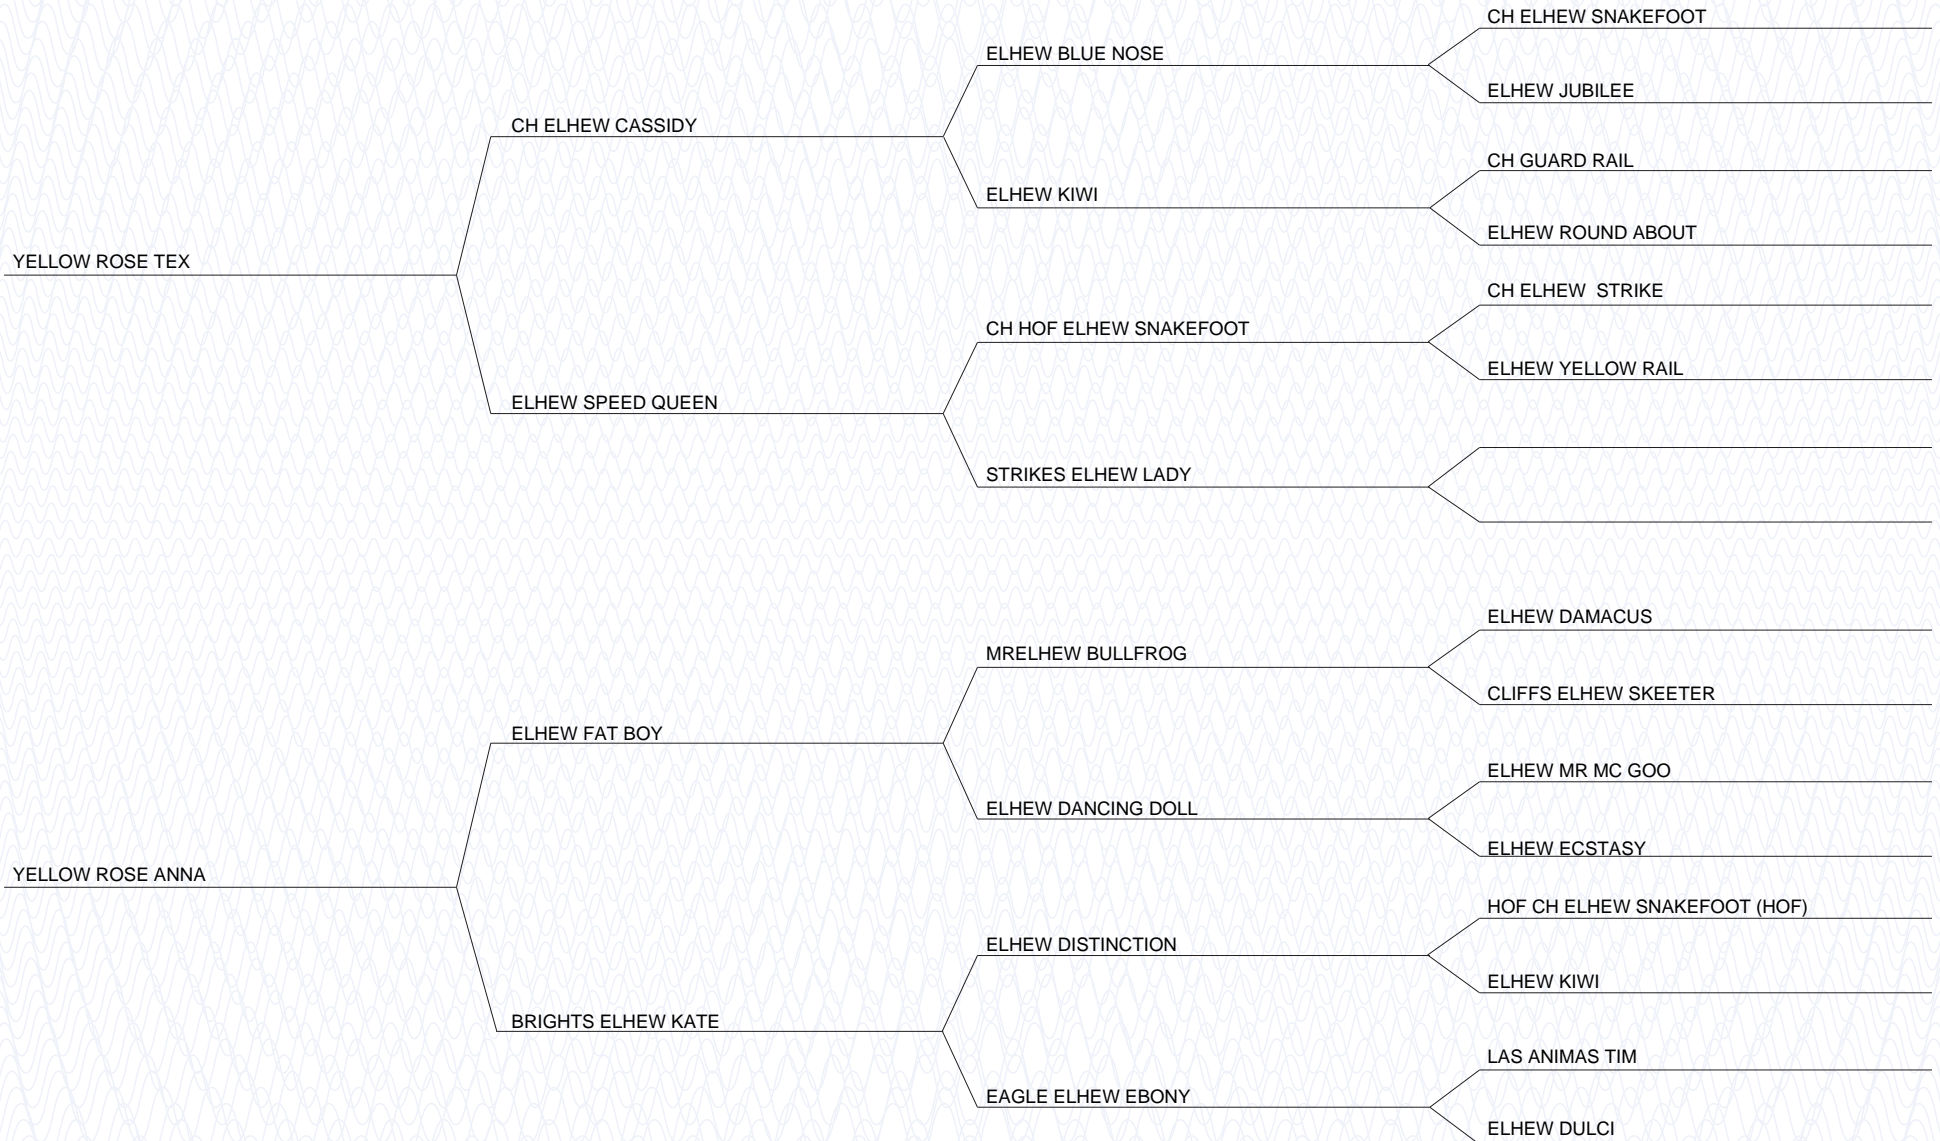 CH ELHEW SNAKEFOOT
ELHEW BLUE NOSE
ELHEW JUBILEE
CH ELHEW CASSIDY
CH GUARD RAIL
ELHEW KIWI
ELHEW ROUND ABOUT
YELLOW ROSE TEX
CH ELHEW  STRIKE
CH HOF ELHEW SNAKEFOOT
ELHEW YELLOW RAIL
ELHEW SPEED QUEEN
STRIKES ELHEW LADY
ELHEW DAMACUS
MRELHEW BULLFROG
CLIFFS ELHEW SKEETER
ELHEW FAT BOY
ELHEW MR MC GOO
ELHEW DANCING DOLL
ELHEW ECSTASY
YELLOW ROSE ANNA
HOF CH ELHEW SNAKEFOOT (HOF)
ELHEW DISTINCTION
ELHEW KIWI
BRIGHTS ELHEW KATE
LAS ANIMAS TIM
EAGLE ELHEW EBONY
ELHEW DULCI